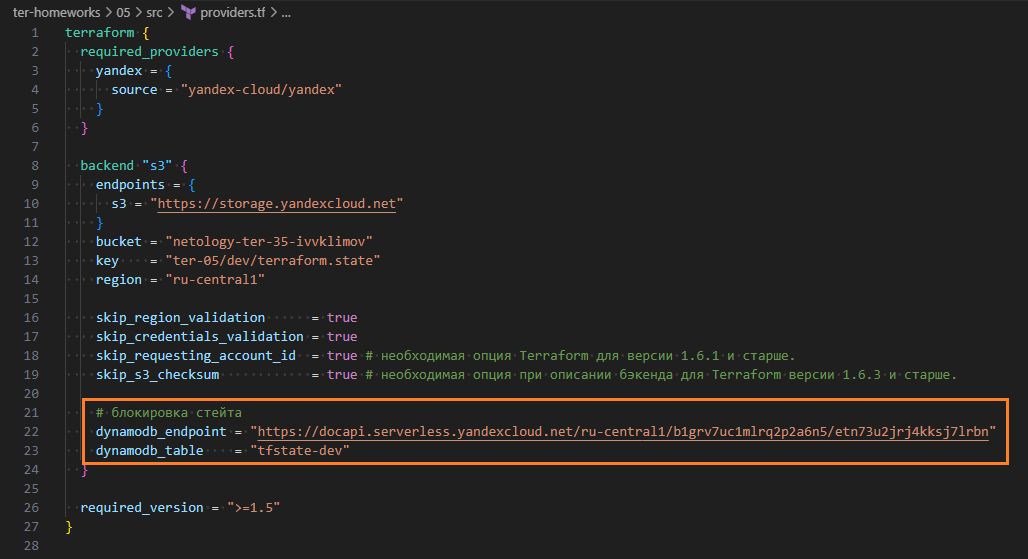 ter-homeworks > 05 > src > providers.tf > ...
1 terraform {
2   required_providers {
3     yandex = {
4       source = "yandex-cloud/yandex"
5     }
6   }
7
8   backend "s3" {
9     endpoints = {
10       s3 = "https://storage.yandexcloud.net"
11     }
12     bucket = "netology-ter-35-ivvklimov"
13     key    = "ter-05/dev/terraform.state"
14     region = "ru-central1"
15
16     skip_region_validation      = true
17     skip_credentials_validation = true
18     skip_requesting_account_id  = true # необходимая опция Terraform для версии 1.6.1 и старше.
19     skip_s3_checksum            = true # необходимая опция при описании бэкенда для Terraform версии 1.6.3 и старше.
20
21     # блокировка стейта
22     dynamodb_endpoint = "https://docapi.serverless.yandexcloud.net/ru-central1/b1grv7uc1mlrq2p2a6n5/etn73u2jrj4kksj7lrbn"
23     dynamodb_table    = "tfstate-dev"
24   }
25
26   required_version = ">=1.5"
27 }
28